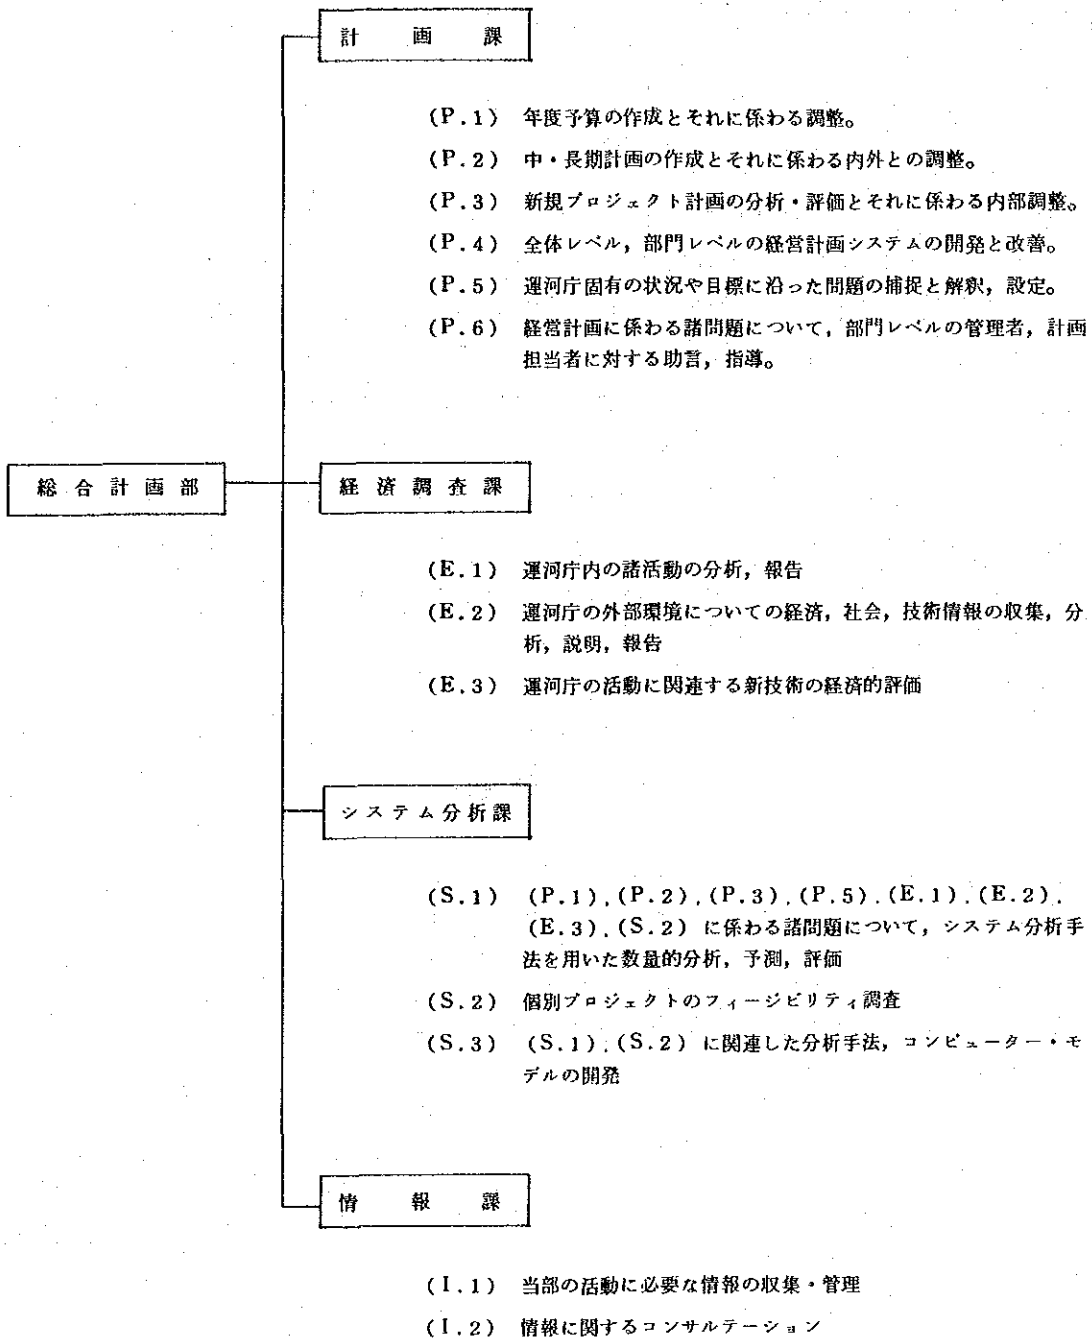 計画課
(P.1) 年度予算の作成とそれに係わる調整。
(P.2) 中・長期計画の作成とそれに係わる内外との調整。
(P.3) 新規プロジェクト計画の分析・評価とそれに係わる内部調整。
(P.4) 全体レベル,部門レベルの経営計画システムの開発と改善。
(P.5) 運河庁固有の状況や目標に沿った問題の捕捉と解釈,設定。
(P.6) 経営計画に係わる諸問題について,部門レベルの管理者,計画
担当者に対する助言,指導。
総合計画部
経済調査課
(E.1) 運河庁内の諸活動の分析,報告
(E.2) 運河庁の外部環境についての経済,社会,技術情報の収集,分
析,説明,報告
(E.3) 運河庁の活動に関連する新技術の経済的評価
システム分析課
(S.1) (P.1),(P.2),(P.3),(P.5),(E.1),(E.2),
(E.3),(S.2)に係わる諸問題について,システム分析手
法を用いた数量的分析,予測,評価
(S.2) 個別プロジェクトのフィージビリティ調査
(S.3) (S.1),(S.2)に関連した分析手法,コンピューター・モ
デルの開発
情報課
(I.1) 当部の活動に必要な情報の収集・管理
(I.2) 情報に関するコンサルテーション